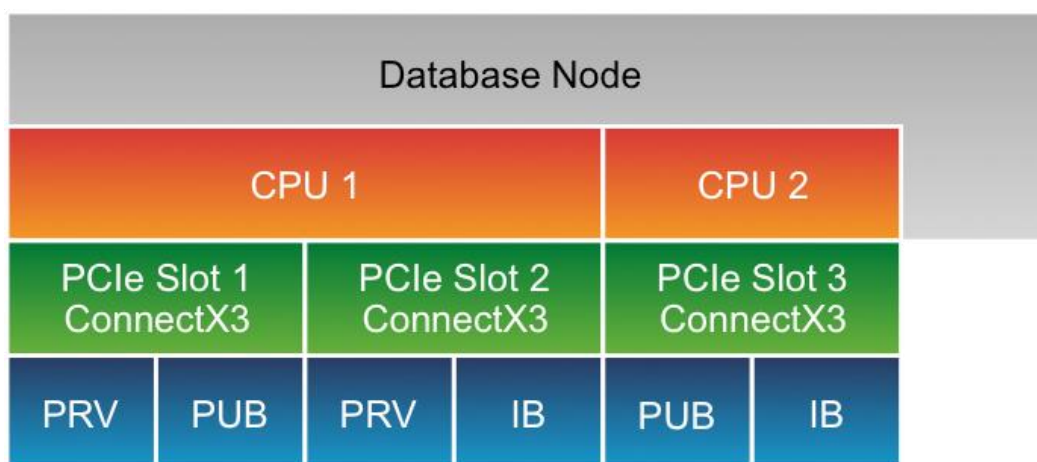 Database Node
CPU 1
CPU 2
PCIe Slot 1
ConnectX3
PCIe Slot 2
ConnectX3
PCIe Slot 3
ConnectX3
PRV
PUB
PRV
IB
PUB
IB